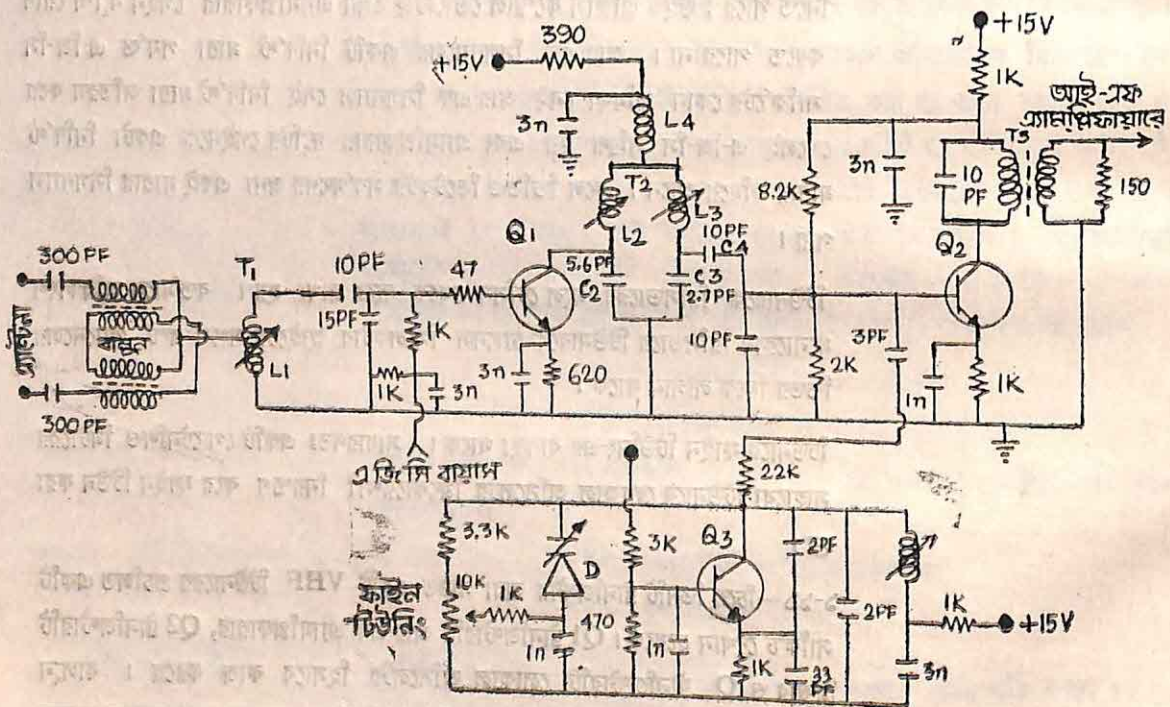 +15V
390
+15V
1K
আই-এফ
এ্যামপ্লিফায়ারে
3n
L4
T3
3n
8.2K
10
PF
150
T2
L3
L2
10PF
C4
Q1
Q2
300PF
T1
10PF
47
5.6PF
C2
C3
2.7PF
15PF
1K
10PF
3PF
এ্যান্টিনা
বালুন
L1
1K
3n
3n
620
2K
1n
1K
300PF
এ জি সি বায়াস
22K
3.3K
D
3K
Q3
2PF
2PF
10K
1K
470
ফাইন
টিউনিং
1n
1n
1K
33
PF
1K
+15V
3n